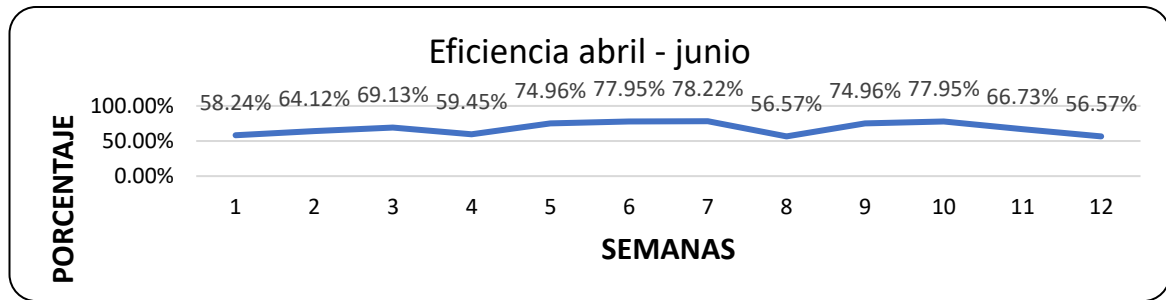 Eficiencia abril - junio
58.24% 64.12% 69.13% 59.45% 74.96% 77.95% 78.22% 56.57% 74.96% 77.95% 66.73% 56.57%
100.00%
50.00%
0.00%
PORCENTAJE
1 2 3 4 5 6 7 8 9 10 11 12
SEMANAS